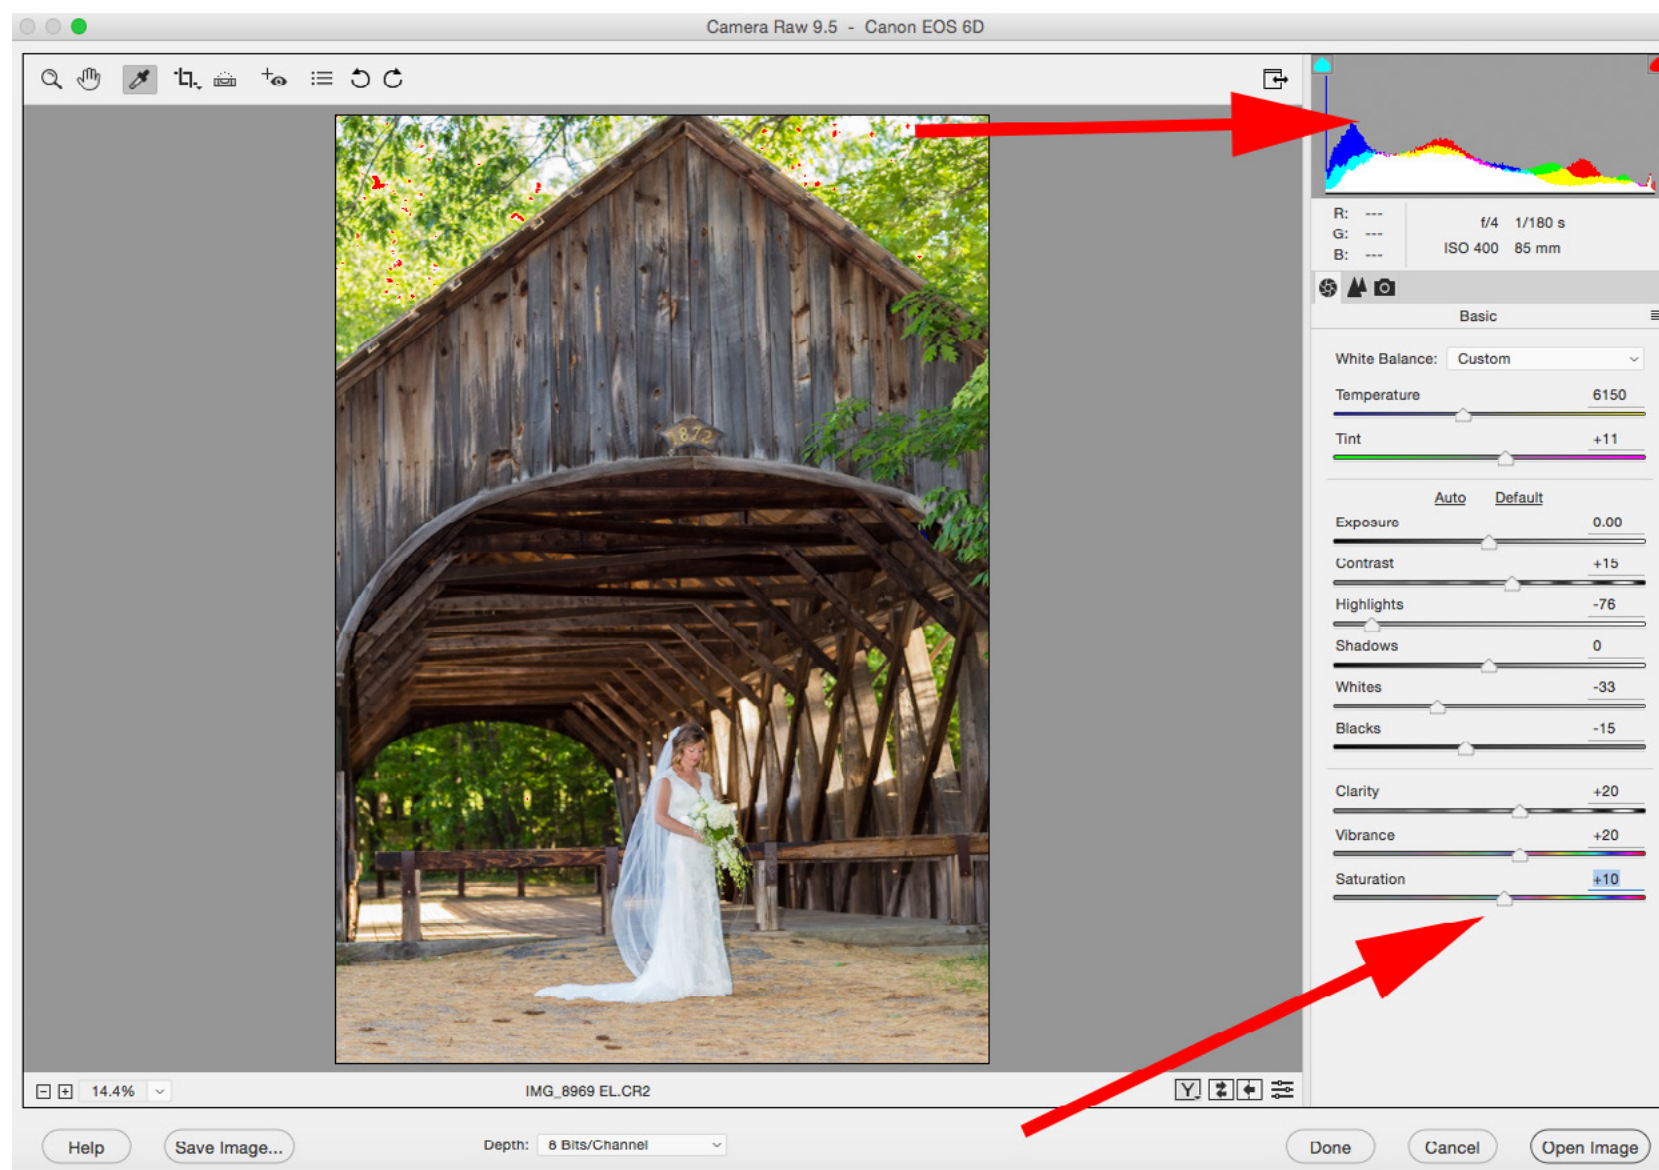 Camera Raw 9.5  -  Canon EOS 6D
R: ---
G: ---
B: ---
f/4 1/180 s
ISO 400 85 mm
Basic
White Balance: Custom
Temperature 6150
Tint +11
Auto Default
Exposure 0.00
Contrast +15
Highlights -76
Shadows 0
Whites -33
Blacks -15
Clarity +20
Vibrance +20
Saturation +10
1872
14.4%
IMG_8969 EL.CR2
Y
Help
Save Image...
Depth: 8 Bits/Channel
Done
Cancel
Open Image